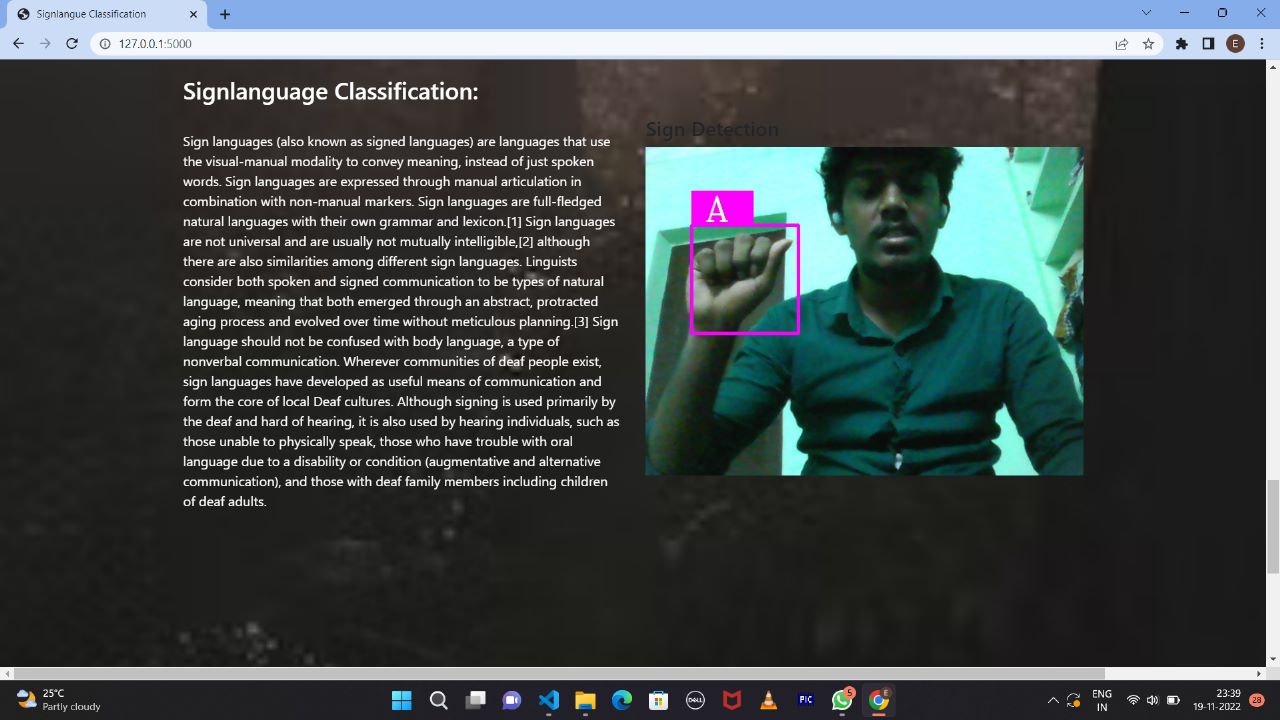 Signlangue Classification
127.0.0.1:5000
E
Signlanguage Classification:
Sign languages (also known as signed languages) are languages that use
the visual-manual modality to convey meaning, instead of just spoken
words. Sign languages are expressed through manual articulation in
combination with non-manual markers. Sign languages are full-fledged
natural languages with their own grammar and lexicon.[1] Sign languages
are not universal and are usually not mutually intelligible,[2] although
there are also similarities among different sign languages. Linguists
consider both spoken and signed communication to be types of natural
language, meaning that both emerged through an abstract, protracted
aging process and evolved over time without meticulous planning.[3] Sign
language should not be confused with body language, a type of
nonverbal communication. Wherever communities of deaf people exist,
sign languages have developed as useful means of communication and
form the core of local Deaf cultures. Although signing is used primarily by
the deaf and hard of hearing, it is also used by hearing individuals, such as
those unable to physically speak, those who have trouble with oral
language due to a disability or condition (augmentative and alternative
communication), and those with deaf family members including children
of deaf adults.
Sign Detection
A
25°C
Partly cloudy
DELL
PIC
5
E
ENG
IN
23:39
19-11-2022
28